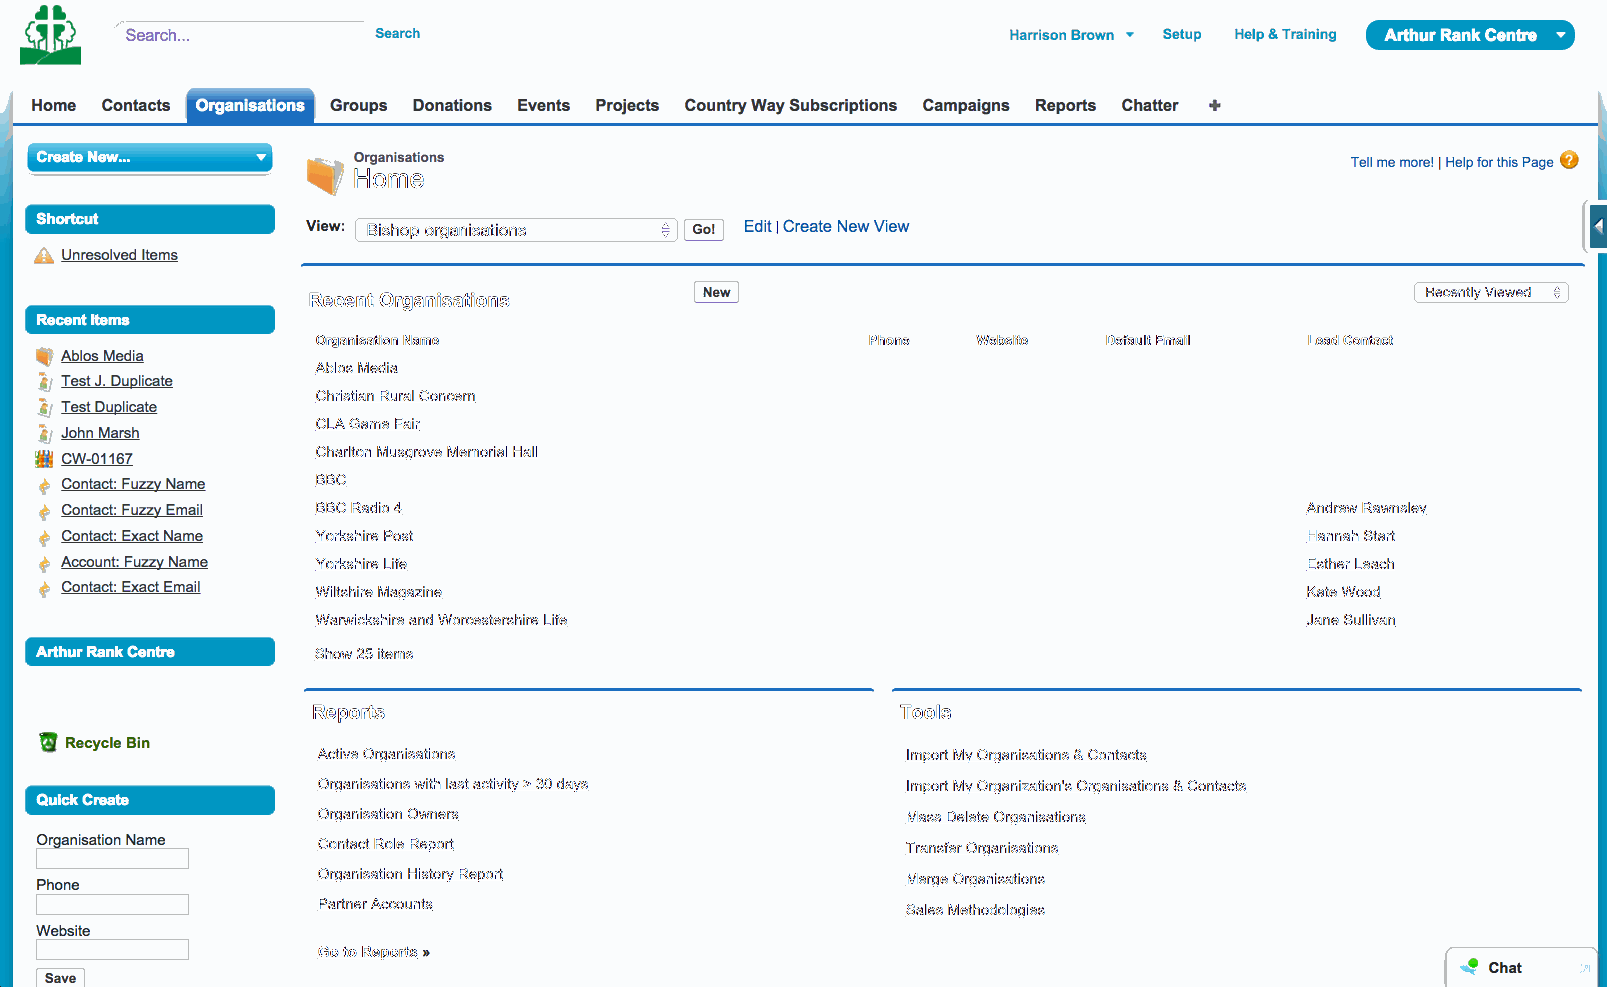 Search...
Search
Harrison Brown
Setup
Help & Training
Arthur Rank Centre
Home
Contacts
Organisations
Groups
Donations
Events
Projects
Country Way Subscriptions
Campaigns
Reports
Chatter
+
Create New...
Shortcut
Unresolved Items
Recent Items
Ablos Media
Test J. Duplicate
Test Duplicate
John Marsh
CW-01167
Contact: Fuzzy Name
Contact: Fuzzy Email
Contact: Exact Name
Account: Fuzzy Name
Contact: Exact Email
Arthur Rank Centre
Recycle Bin
Quick Create
Organisation Name
Phone
Website
Save
Organisations
Home
Tell me more! | Help for this Page ?
View: Bishop organisations Go! Edit | Create New View
Recent Organisations
New
Recently Viewed
Organisation Name Phone Website Default Email Lead Contact
Ablos Media
Christian Rural Concern
CLA Game Fair
Charlton Musgrove Memorial Hall
BBC
BBC Radio 4 Andrew Rawnsley
Yorkshire Post Hannah Start
Yorkshire Life Esther Leach
Wiltshire Magazine Kate Wood
Warwickshire and Worcestershire Life Jane Sullivan
Show 25 items
Reports
Active Organisations
Organisations with last activity > 30 days
Organisation Owners
Contact Role Report
Organisation History Report
Partner Accounts
Go to Reports »
Tools
Import My Organisations & Contacts
Import My Organization's Organisations & Contacts
Mass Delete Organisations
Transfer Organisations
Merge Organisations
Sales Methodologies
Chat